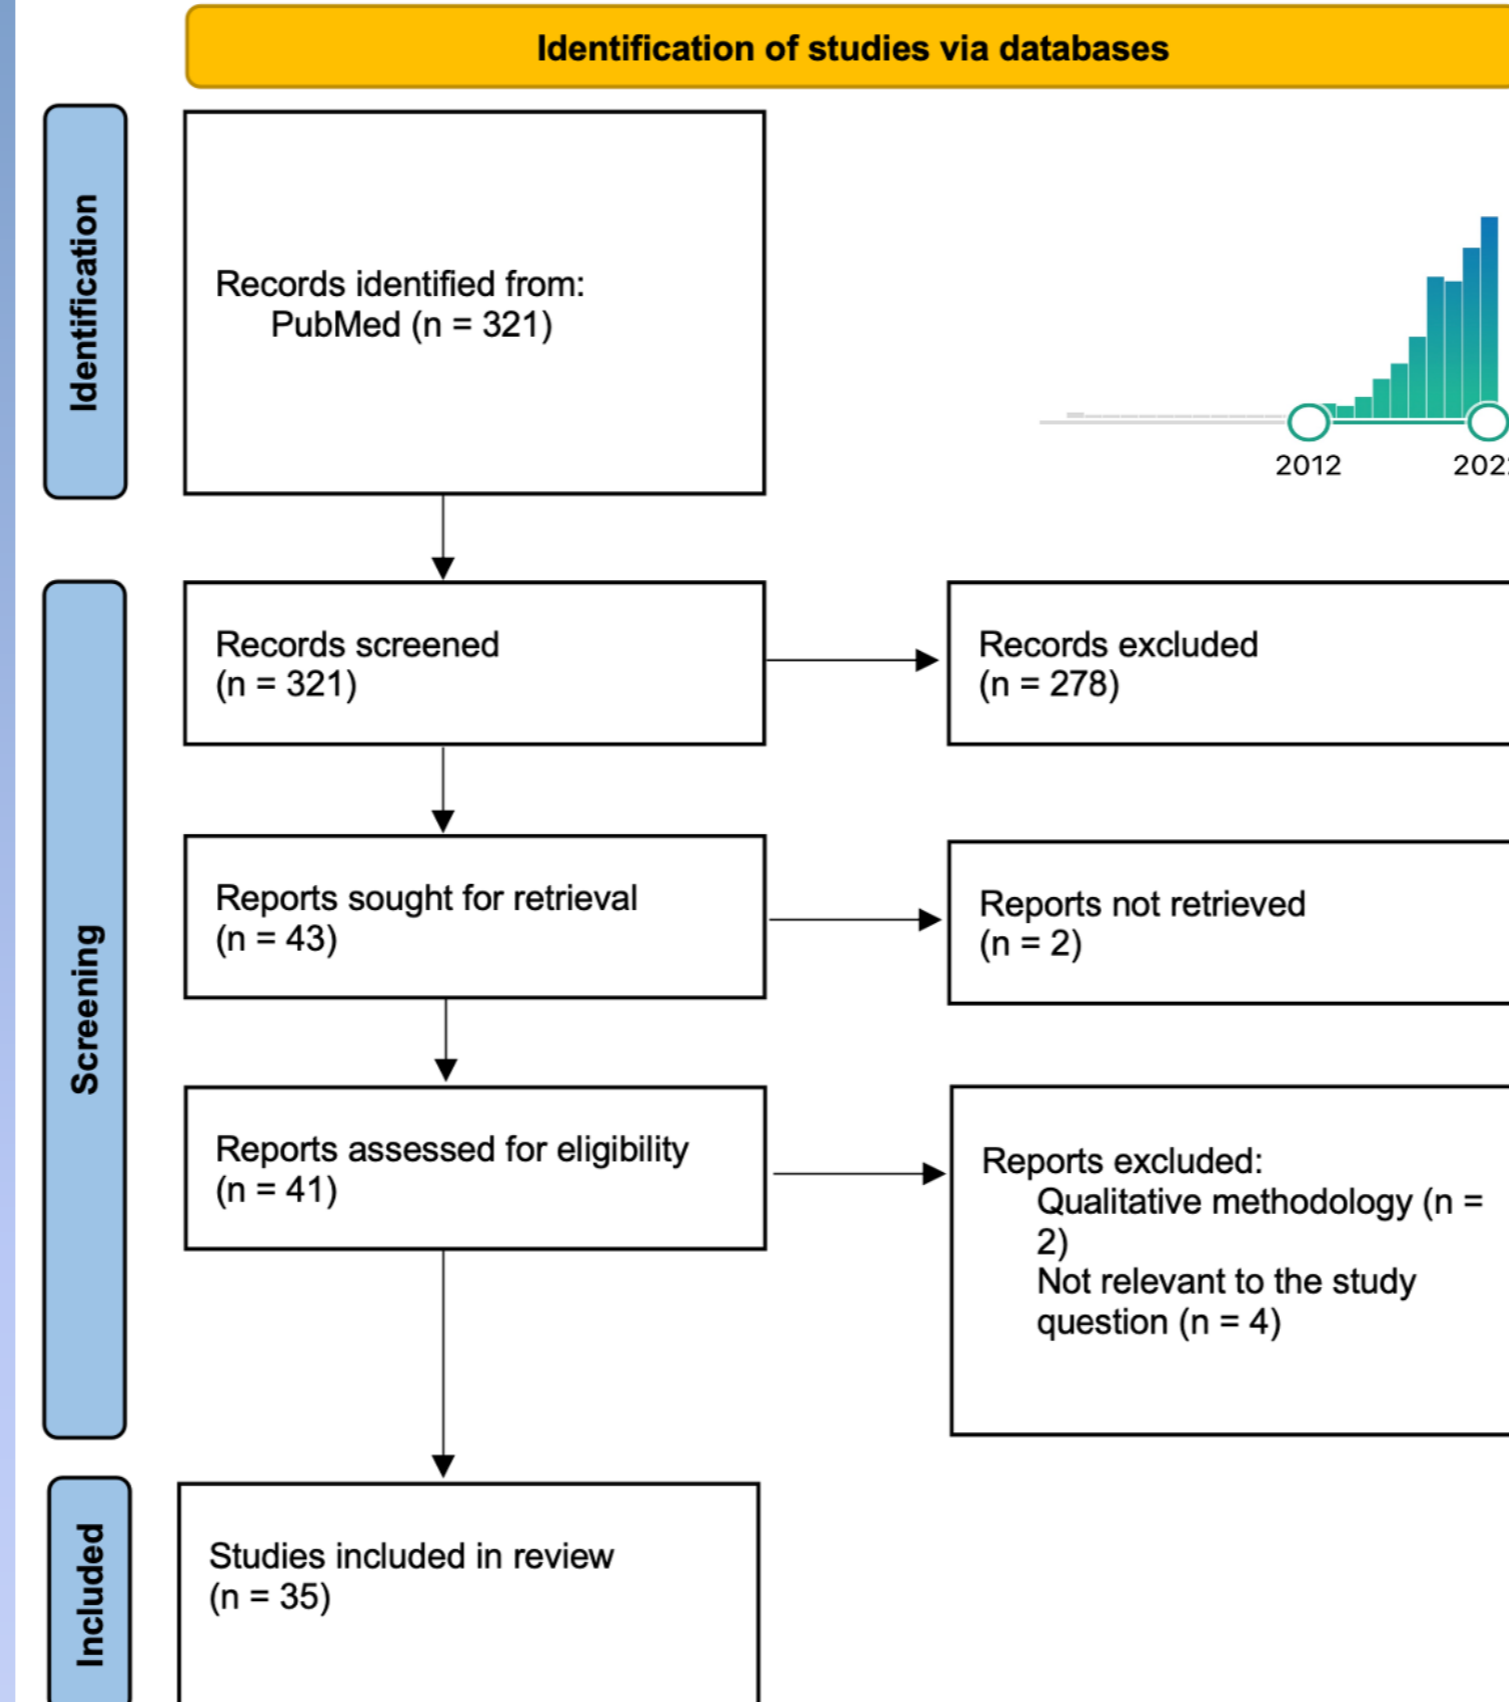 Identification of studies via databases
Identification
Records identified from:
PubMed (n = 321)
2012
Screening
Records screened
(n = 321)
Records excluded
(n = 278)
Reports sought for retrieval
(n = 43)
Reports not retrieved
(n = 2)
Reports assessed for eligibility
(n = 41)
Reports excluded:
Qualitative methodology (n =
2)
Not relevant to the study
question (n = 4)
Included
Studies included in review
(n = 35)